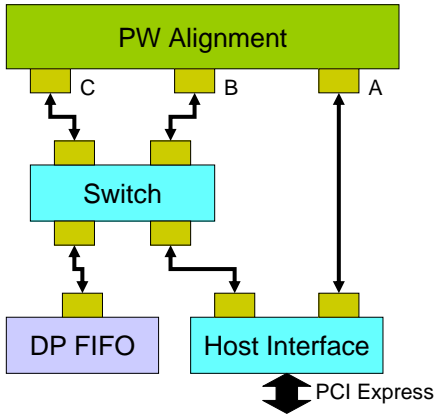 PW Alignment
C
B
A
Switch
DP FIFO
Host Interface
PCI Express